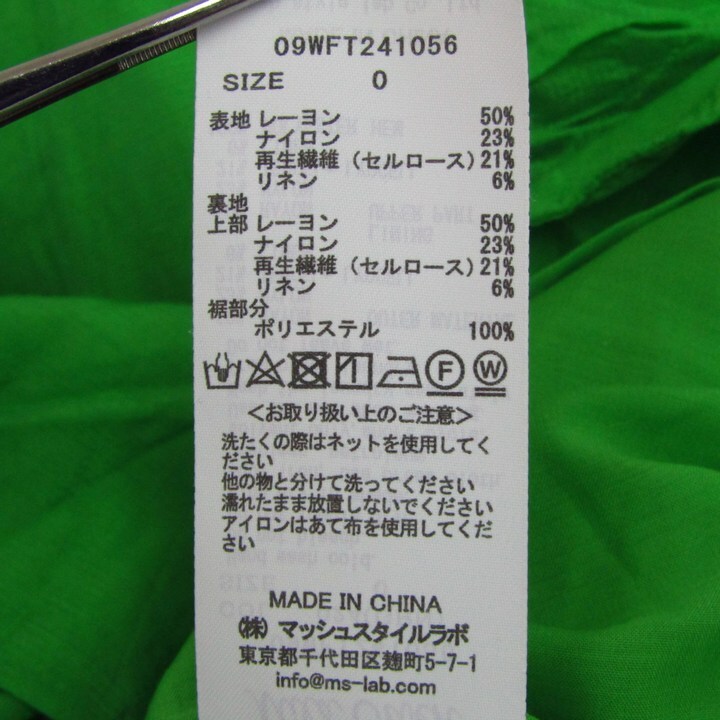 09WFT241056
SIZE 0
表地 レーヨン 50%
ナイロン 23%
再生繊維 (セルロース) 21%
リネン 6%
裏地
上部 レーヨン 50%
ナイロン 23%
再生繊維 (セルロース) 21%
リネン 6%
裾部分
ポリエステル 100%
F W
<お取り扱い上のご注意>
洗たくの際はネットを使用してく
ださい
他の物と分けて洗ってください
濡れたまま放置しないでください
アイロンはあて布を使用してくだ
さい
MADE IN CHINA
㈱ マッシュスタイルラボ
東京都千代田区麹町5-7-1
info@ms-lab.com